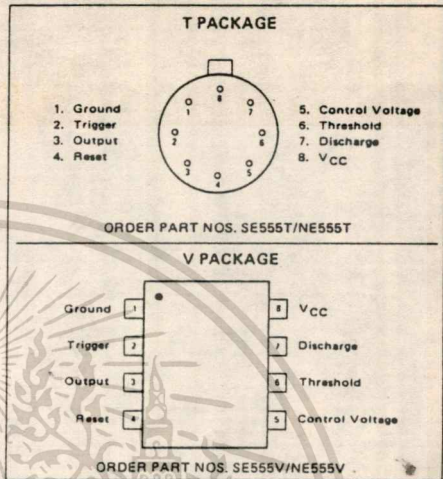 T PACKAGE
8
1 7
2 6
3 5
4
1. Ground
2. Trigger
3. Output
4. Reset
5. Control Voltage
6. Threshold
7. Discharge
8. VCC
ORDER PART NOS. SE555T/NE555T
V PACKAGE
Ground 1 8 VCC
Trigger 2 7 Discharge
Output 3 6 Threshold
Reset 4 5 Control Voltage
ORDER PART NOS. SE555V/NE555V